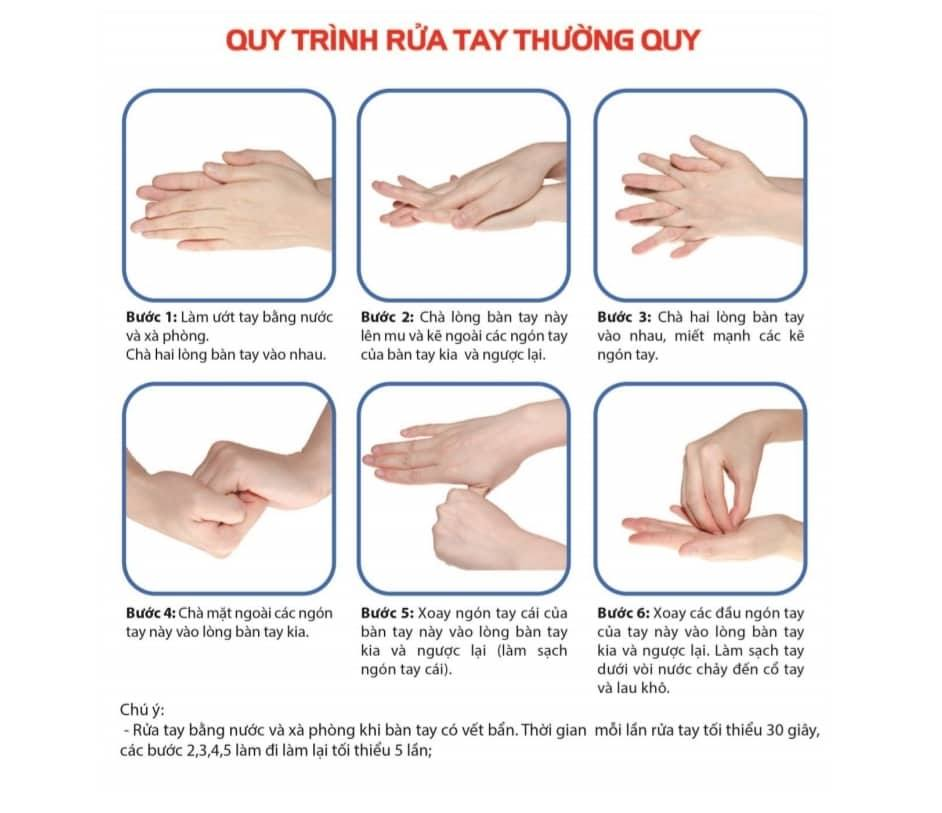 QUY TRÌNH RỬA TAY THƯỜNG QUY
Bước 1: Làm ướt tay bằng nước
và xà phòng.
Chà hai lòng bàn tay vào nhau.
Bước 2: Chà lòng bàn tay này
lên mu và kẽ ngoài các ngón tay
của bàn tay kia và ngược lại.
Bước 3: Chà hai lòng bàn tay
vào nhau, miết mạnh các kẽ
ngón tay.
Bước 4: Chà mặt ngoài các ngón
tay này vào lòng bàn tay kia.
Bước 5: Xoay ngón tay cái của
bàn tay này vào lòng bàn tay
kia và ngược lại (làm sạch
ngón tay cái).
Bước 6: Xoay các đầu ngón tay
của tay này vào lòng bàn tay
kia và ngược lại. Làm sạch tay
dưới vòi nước chảy đến cổ tay
và lau khô.
Chú ý:
- Rửa tay bằng nước và xà phòng khi bàn tay có vết bẩn. Thời gian mỗi lần rửa tay tối thiểu 30 giây,
các bước 2,3,4,5 làm đi làm lại tối thiểu 5 lần;